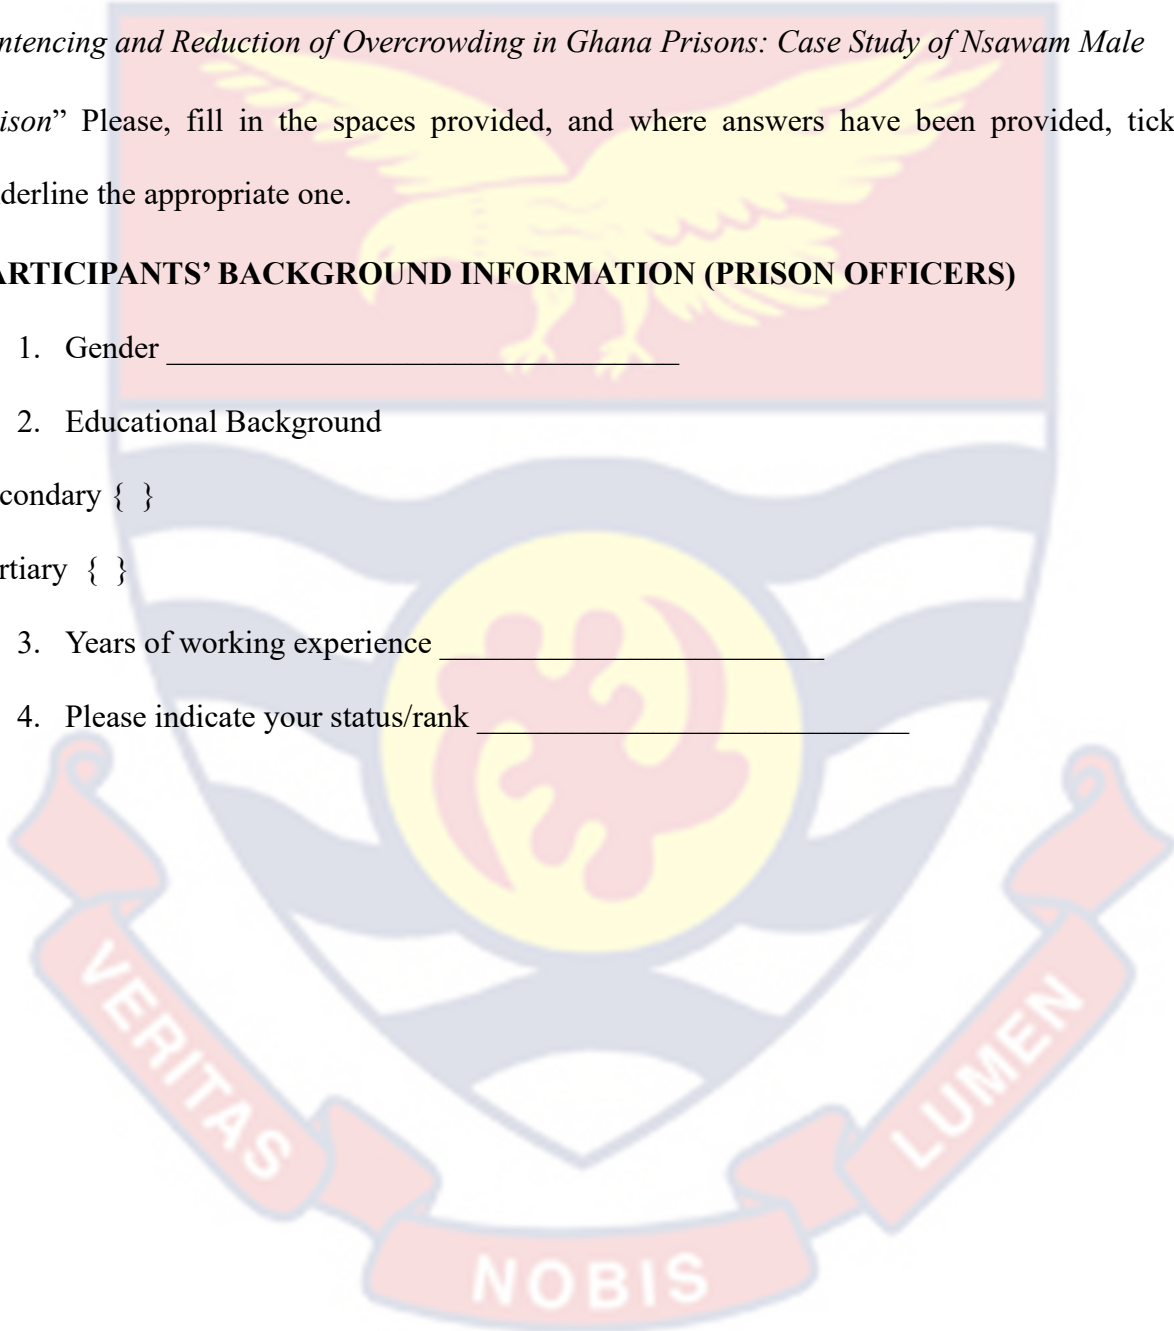 ntencing and Reduction of Overcrowding in Ghana Prisons: Case Study of Nsawam Male
ison” Please, fill in the spaces provided, and where answers have been provided, tick
derline the appropriate one.
ARTICIPANTS’ BACKGROUND INFORMATION (PRISON OFFICERS)
1. Gender ________________________________
2. Educational Background
condary { }
rtiary { }
3. Years of working experience ________________________
4. Please indicate your status/rank ___________________________
VERITAS
NOBIS
LUMEN